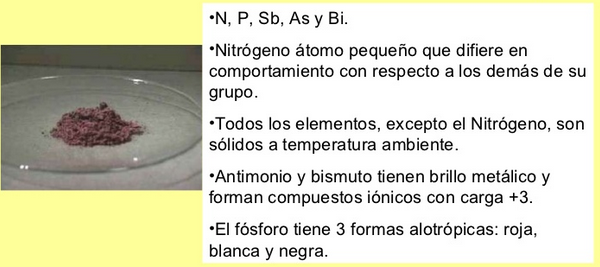 •N, P, Sb, As y Bi.
•Nitrógeno átomo pequeño que difiere en
comportamiento con respecto a los demás de su
grupo.
•Todos los elementos, excepto el Nitrógeno, son
sólidos a temperatura ambiente.
•Antimonio y bismuto tienen brillo metálico y
forman compuestos iónicos con carga +3.
•El fósforo tiene 3 formas alotrópicas: roja,
blanca y negra.